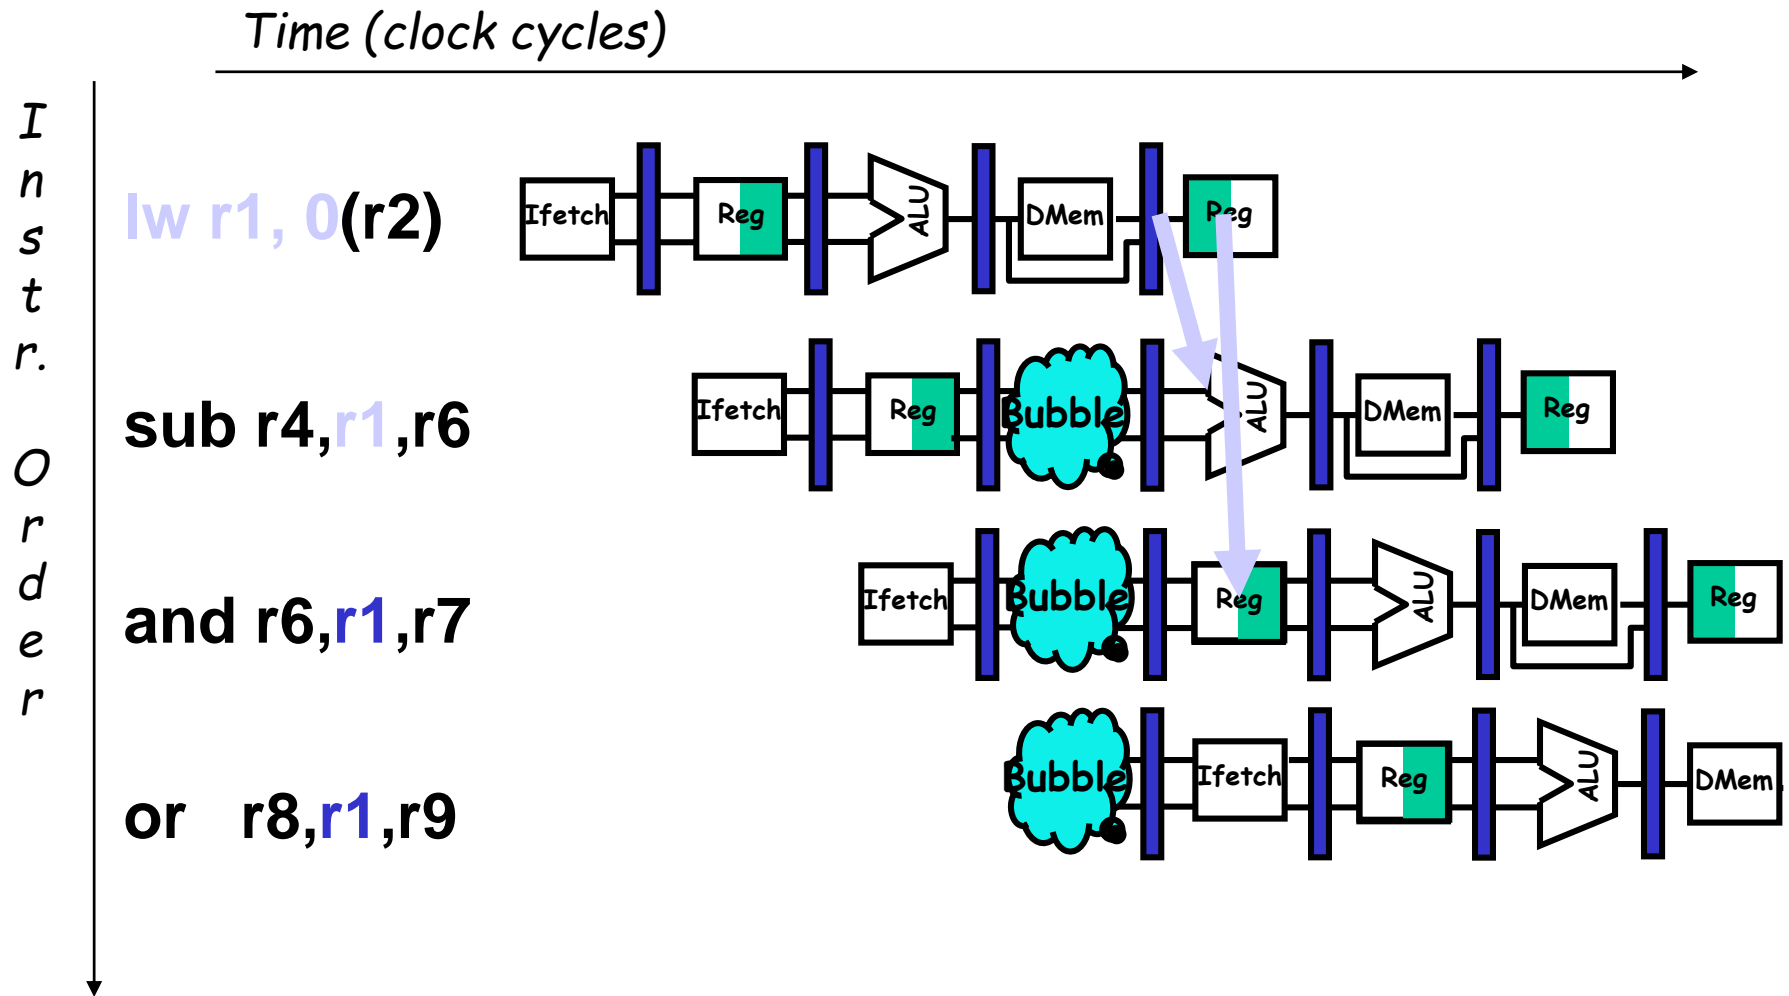 Time (clock cycles)
Instr. Order
lw r1, 0(r2)
Ifetch Reg ALU DMem Reg
sub r4,r1,r6
Ifetch Reg Bubble ALU DMem Reg
and r6,r1,r7
Ifetch Bubble Reg ALU DMem Reg
or r8,r1,r9
Bubble Ifetch Reg ALU DMem